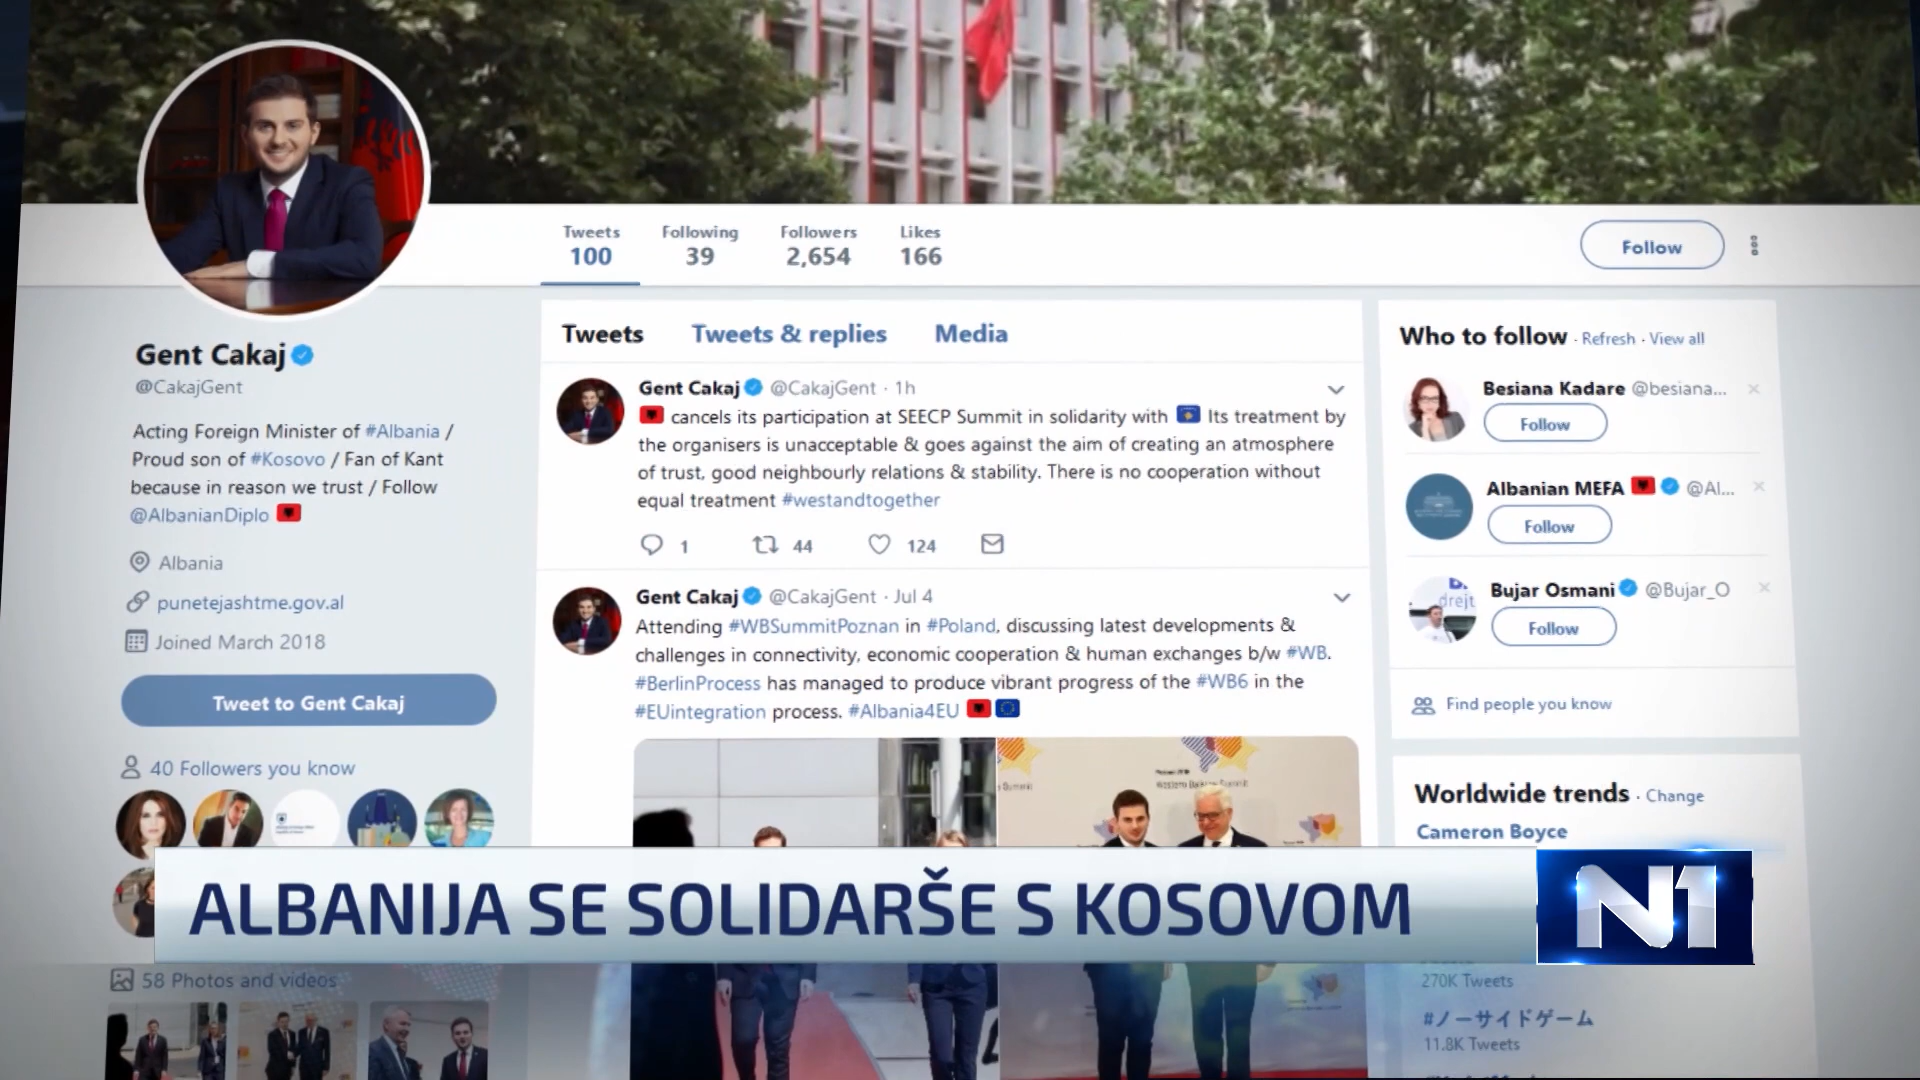 Tweets
100
Following
39
Followers
2,654
Likes
166
Follow
Gent Cakaj
@CakajGent
Acting Foreign Minister of #Albania /
Proud son of #Kosovo / Fan of Kant
because in reason we trust / Follow
@AlbanianDiplo
Albania
punetejashtme.gov.al
Joined March 2018
Tweet to Gent Cakaj
40 Followers you know
58 Photos and videos
Tweets Tweets & replies Media
Gent Cakaj @CakajGent · 1h
cancels its participation at SEECP Summit in solidarity with Its treatment by
the organisers is unacceptable & goes against the aim of creating an atmosphere
of trust, good neighbourly relations & stability. There is no cooperation without
equal treatment #westandtogether
1 44 124
Gent Cakaj @CakajGent · Jul 4
Attending #WBSummitPoznan in #Poland, discussing latest developments &
challenges in connectivity, economic cooperation & human exchanges b/w #WB.
#BerlinProcess has managed to produce vibrant progress of the #WB6 in the
#EUintegration process. #Albania4EU
Who to follow · Refresh · View all
Besiana Kadare @besiana...
Follow
Albanian MEFA @Al...
Follow
Bujar Osmani @Bujar_O
Follow
drejt
Find people you know
Worldwide trends · Change
Cameron Boyce
270K Tweets
#ノーサイドゲーム
11.8K Tweets
ALBANIJA SE SOLIDARŠE S KOSOVOM
N1